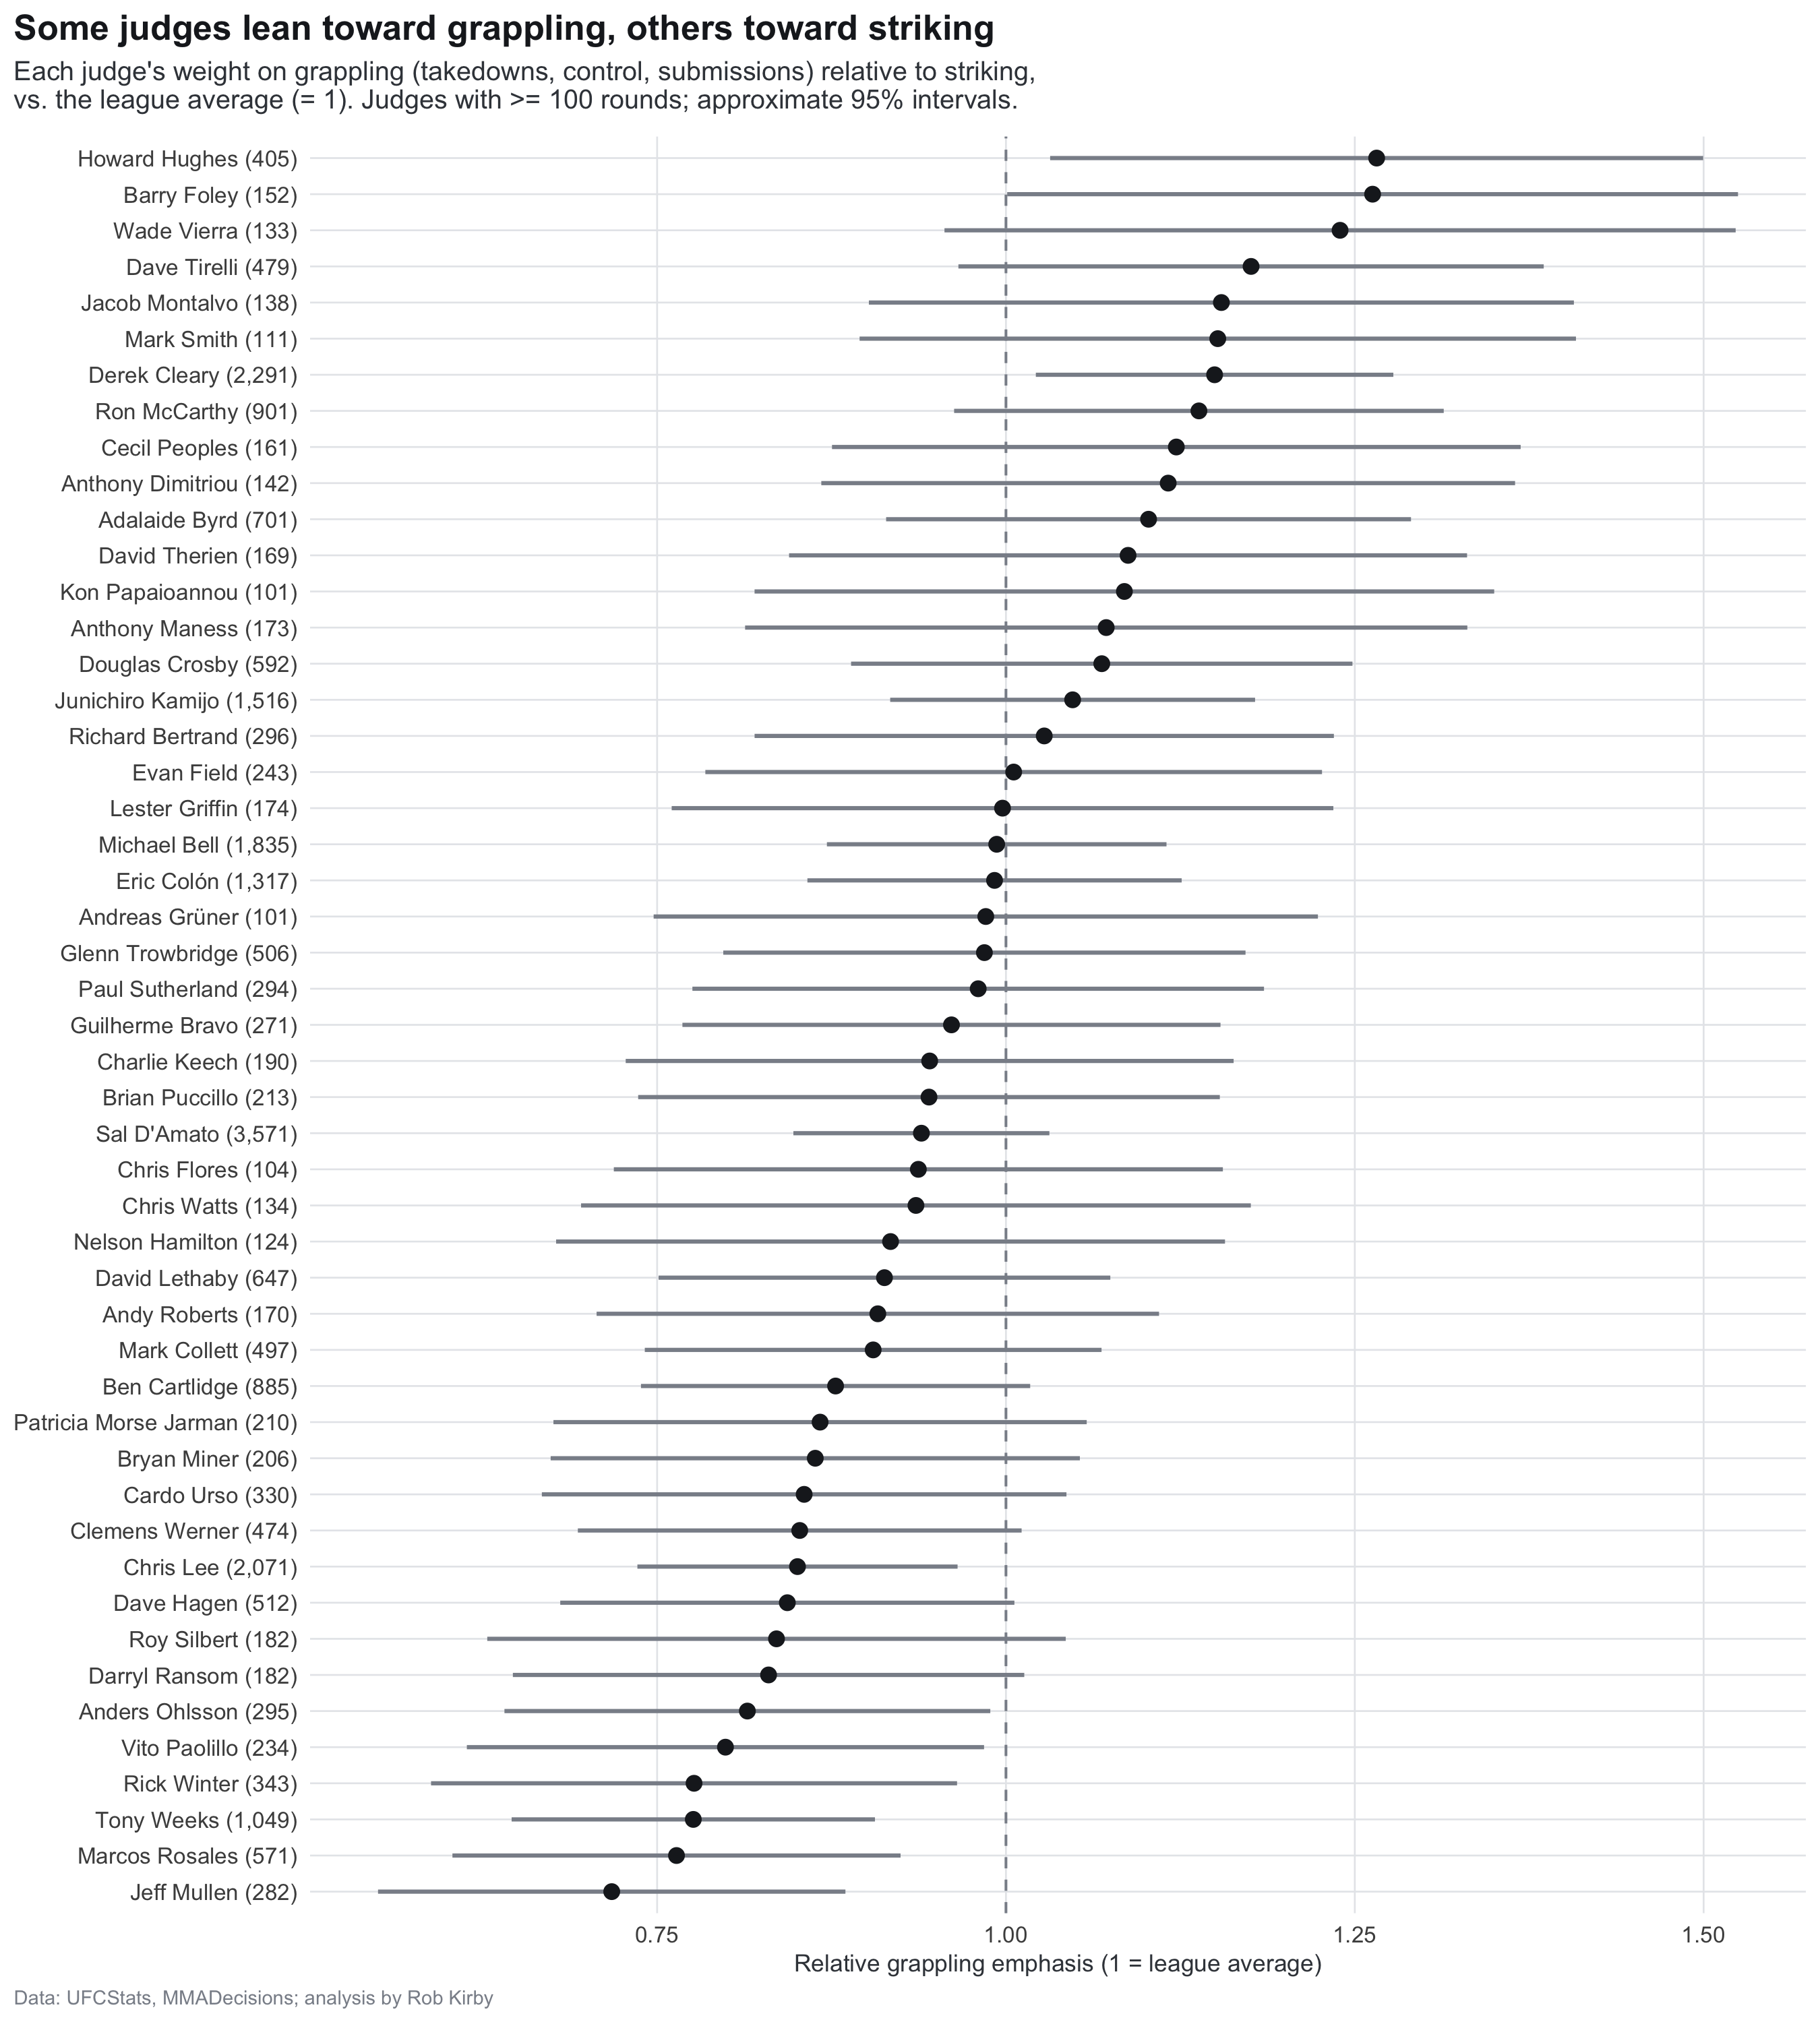 Some judges lean toward grappling, others toward striking
Each judge's weight on grappling (takedowns, control, submissions) relative to striking,
vs. the league average (= 1). Judges with >= 100 rounds; approximate 95% intervals.
Howard Hughes (405)
Barry Foley (152)
Wade Vierra (133)
Dave Tirelli (479)
Jacob Montalvo (138)
Mark Smith (111)
Derek Cleary (2,291)
Ron McCarthy (901)
Cecil Peoples (161)
Anthony Dimitriou (142)
Adalaide Byrd (701)
David Therien (169)
Kon Papaioannou (101)
Anthony Maness (173)
Douglas Crosby (592)
Junichiro Kamijo (1,516)
Richard Bertrand (296)
Evan Field (243)
Lester Griffin (174)
Michael Bell (1,835)
Eric Colón (1,317)
Andreas Grüner (101)
Glenn Trowbridge (506)
Paul Sutherland (294)
Guilherme Bravo (271)
Charlie Keech (190)
Brian Puccillo (213)
Sal D'Amato (3,571)
Chris Flores (104)
Chris Watts (134)
Nelson Hamilton (124)
David Lethaby (647)
Andy Roberts (170)
Mark Collett (497)
Ben Cartlidge (885)
Patricia Morse Jarman (210)
Bryan Miner (206)
Cardo Urso (330)
Clemens Werner (474)
Chris Lee (2,071)
Dave Hagen (512)
Roy Silbert (182)
Darryl Ransom (182)
Anders Ohlsson (295)
Vito Paolillo (234)
Rick Winter (343)
Tony Weeks (1,049)
Marcos Rosales (571)
Jeff Mullen (282)
0.75 1.00 1.25 1.50
Relative grappling emphasis (1 = league average)
Data: UFCStats, MMADecisions; analysis by Rob Kirby